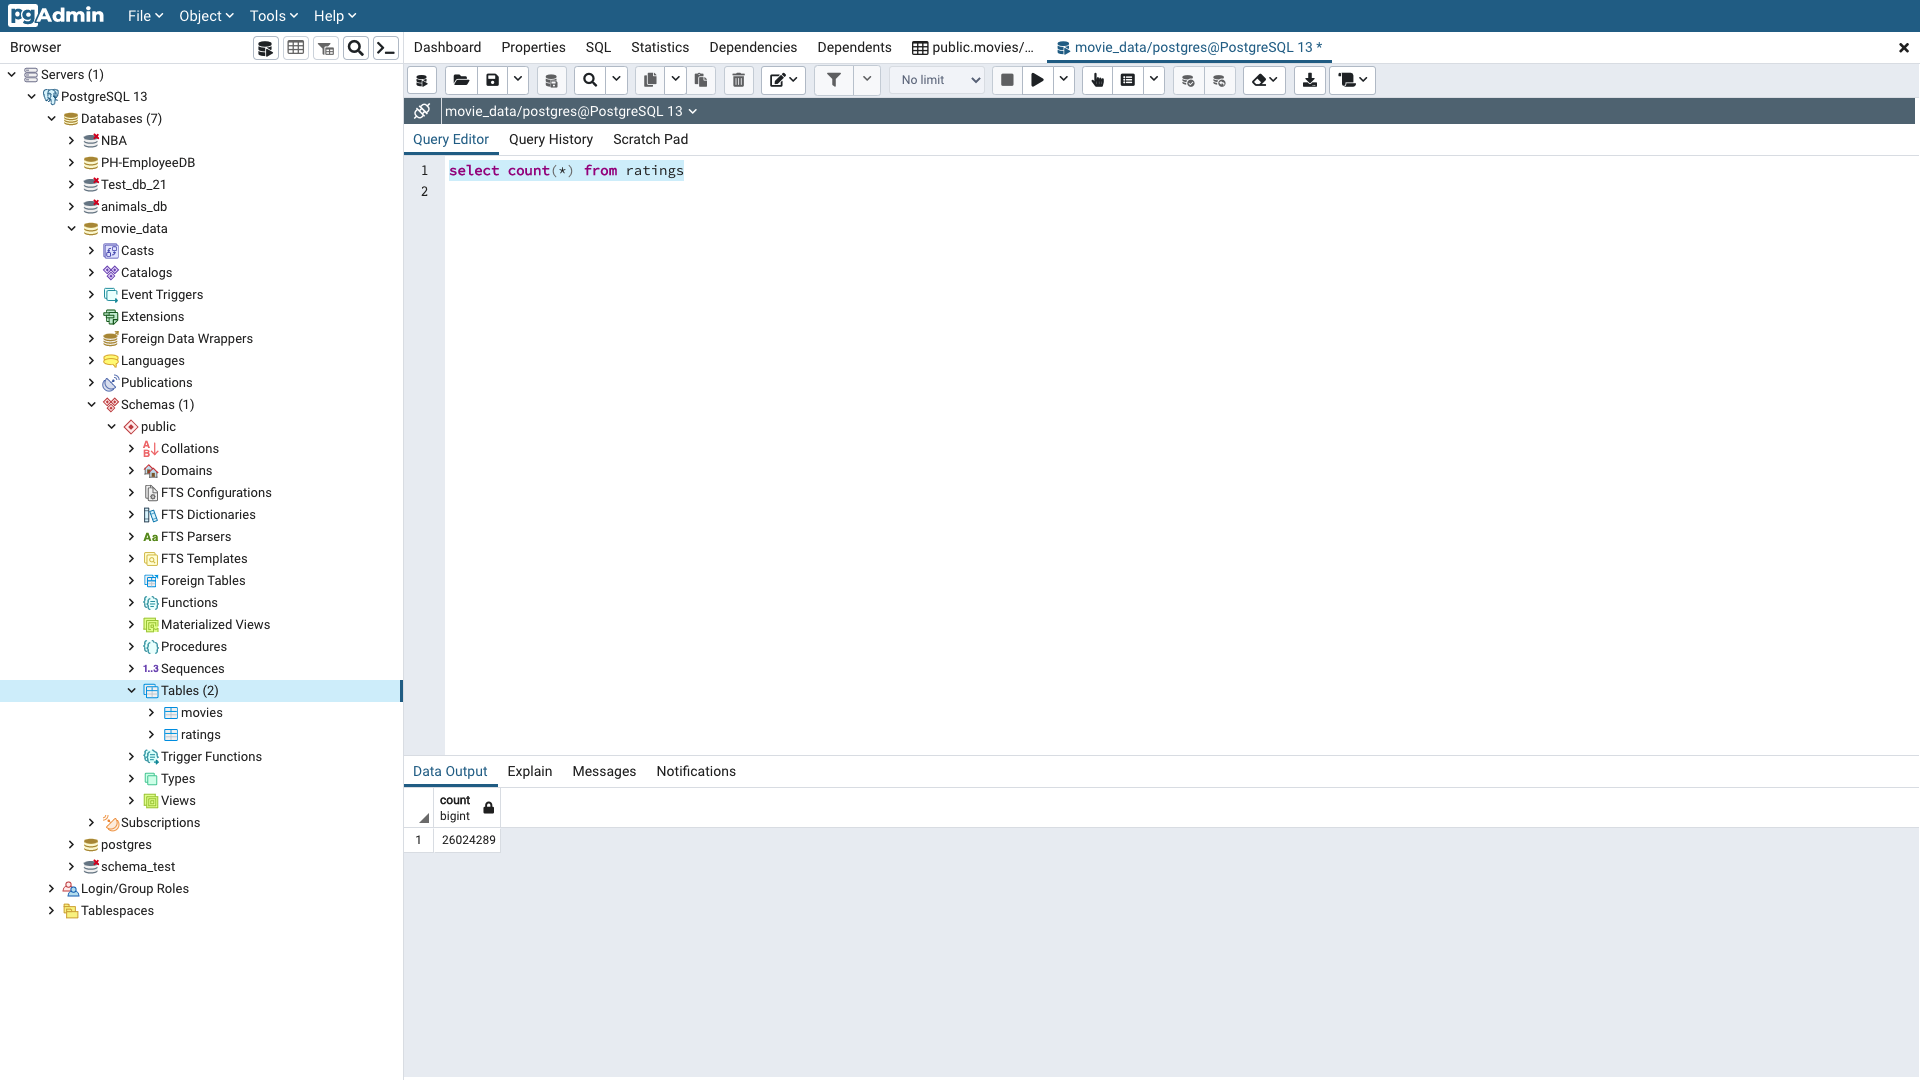 pgAdmin File Object Tools Help
Browser
Dashboard Properties SQL Statistics Dependencies Dependents public.movies/... movie_data/postgres@PostgreSQL 13 *
No limit
movie_data/postgres@PostgreSQL 13
Query Editor Query History Scratch Pad
1 select count(*) from ratings
2
Servers (1)
PostgreSQL 13
Databases (7)
NBA
PH-EmployeeDB
Test_db_21
animals_db
movie_data
Casts
Catalogs
Event Triggers
Extensions
Foreign Data Wrappers
Languages
Publications
Schemas (1)
public
Collations
Domains
FTS Configurations
FTS Dictionaries
Aa FTS Parsers
FTS Templates
Foreign Tables
Functions
Materialized Views
Procedures
1..3 Sequences
Tables (2)
movies
ratings
Trigger Functions
Types
Views
Subscriptions
postgres
schema_test
Login/Group Roles
Tablespaces
Data Output Explain Messages Notifications
count
bigint
1 26024289